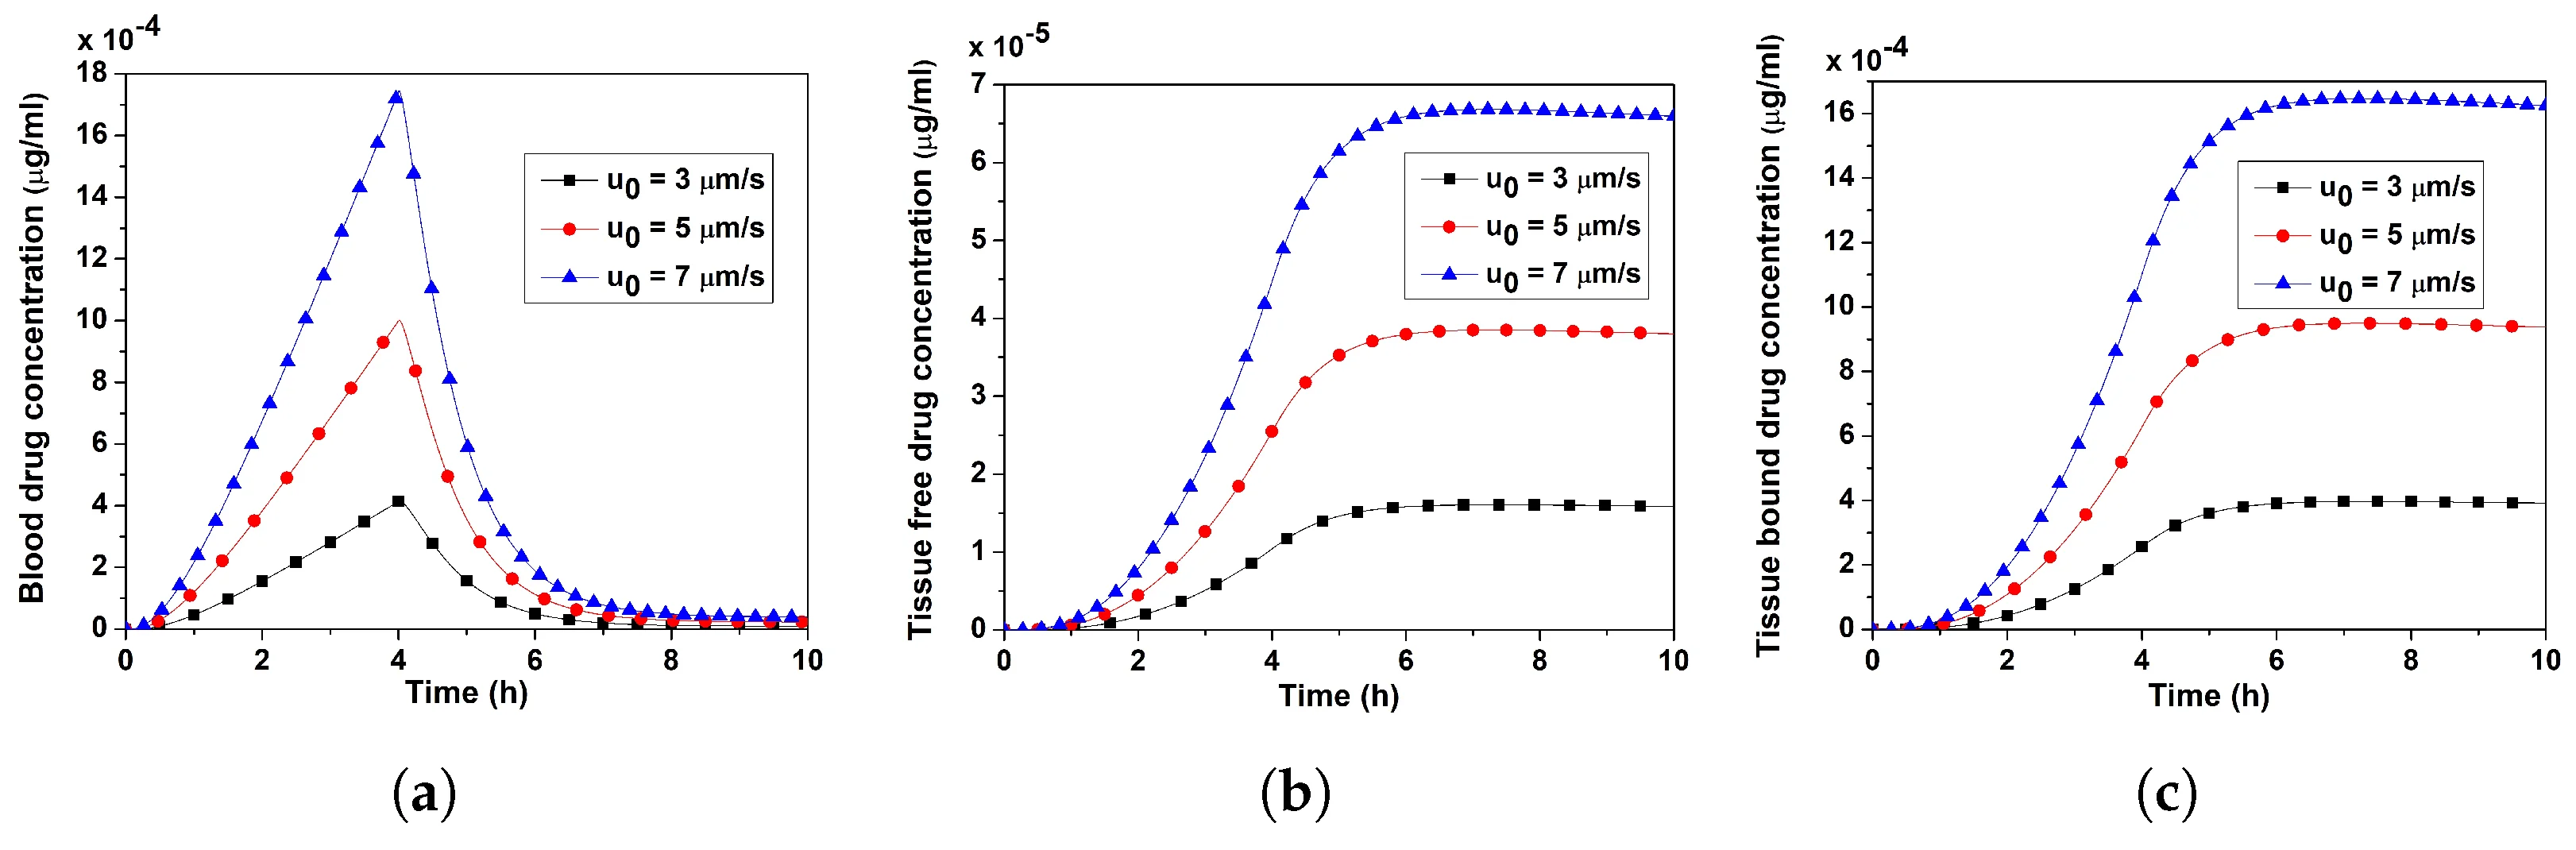 x 10-4
Blood drug concentration (μg/ml)
18
16
14
12
10
8
6
4
2
0
0 2 4 6 8 10
Time (h)
u0 = 3 μm/s
u0 = 5 μm/s
u0 = 7 μm/s
(a)
x 10-5
Tissue free drug concentration (μg/ml)
7
6
5
4
3
2
1
0
0 2 4 6 8 10
Time (h)
u0 = 3 μm/s
u0 = 5 μm/s
u0 = 7 μm/s
(b)
x 10-4
Tissue bound drug concentration (μg/ml)
16
14
12
10
8
6
4
2
0
0 2 4 6 8 10
Time (h)
u0 = 3 μm/s
u0 = 5 μm/s
u0 = 7 μm/s
(c)